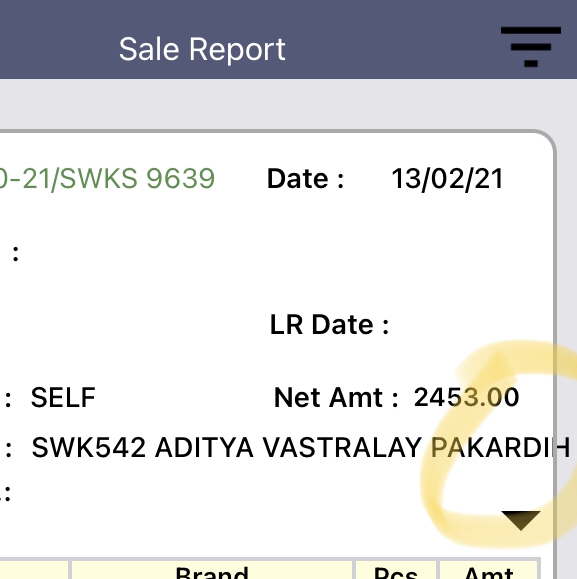 Sale Report
0-21/SWKS 9639 Date : 13/02/21
:
LR Date :
: SELF Net Amt : 2453.00
: SWK542 ADITYA VASTRALAY PAKARDIH
.:
Brand Pcs Amt